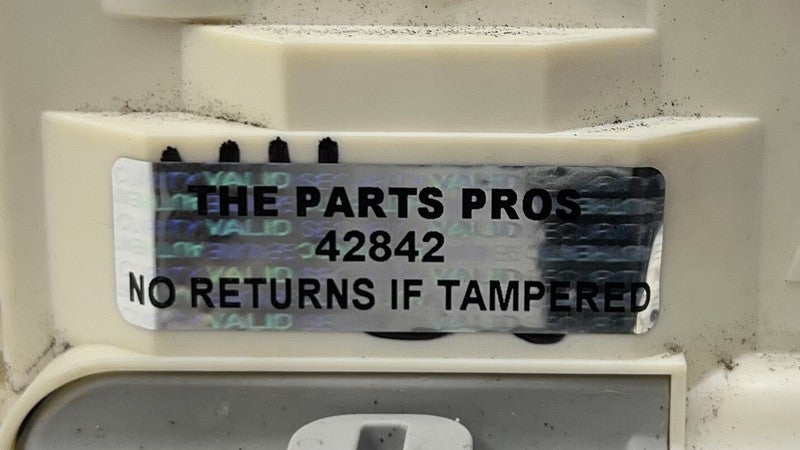 THE PARTS PROS
42842
NO RETURNS IF TAMPERED